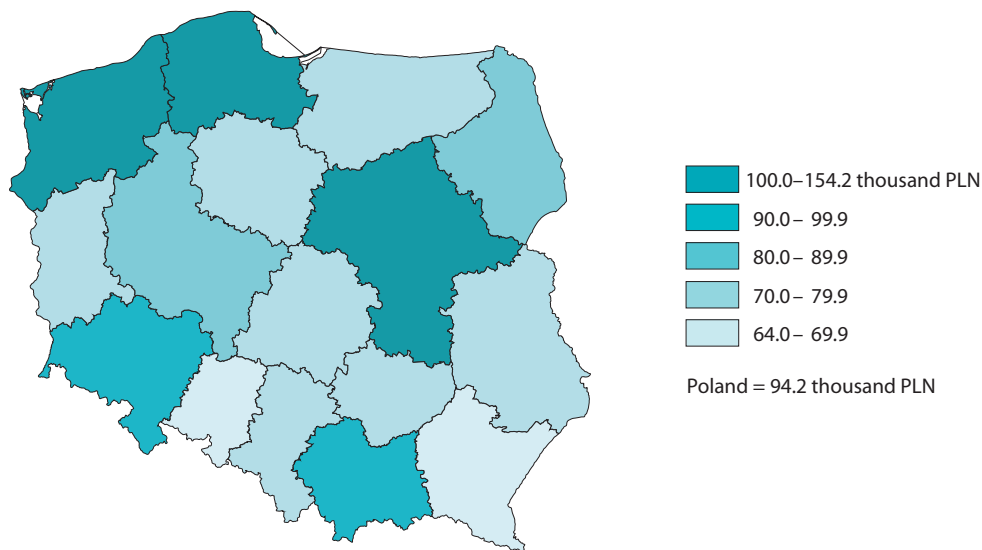 100.0–154.2 thousand PLN
90.0– 99.9
80.0– 89.9
70.0– 79.9
64.0– 69.9
Poland = 94.2 thousand PLN